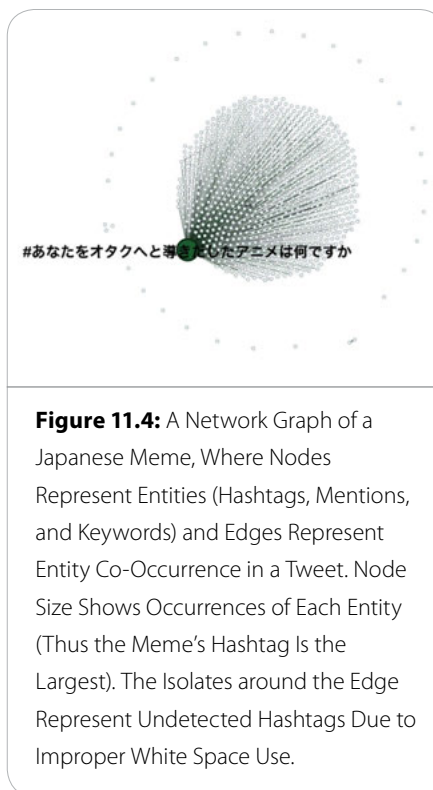 #あなたをオタクへと導きだしたアニメは何ですか
Figure 11.4: A Network Graph of a
Japanese Meme, Where Nodes
Represent Entities (Hashtags, Mentions,
and Keywords) and Edges Represent
Entity Co-Occurrence in a Tweet. Node
Size Shows Occurrences of Each Entity
(Thus the Meme’s Hashtag Is the
Largest). The Isolates around the Edge
Represent Undetected Hashtags Due to
Improper White Space Use.